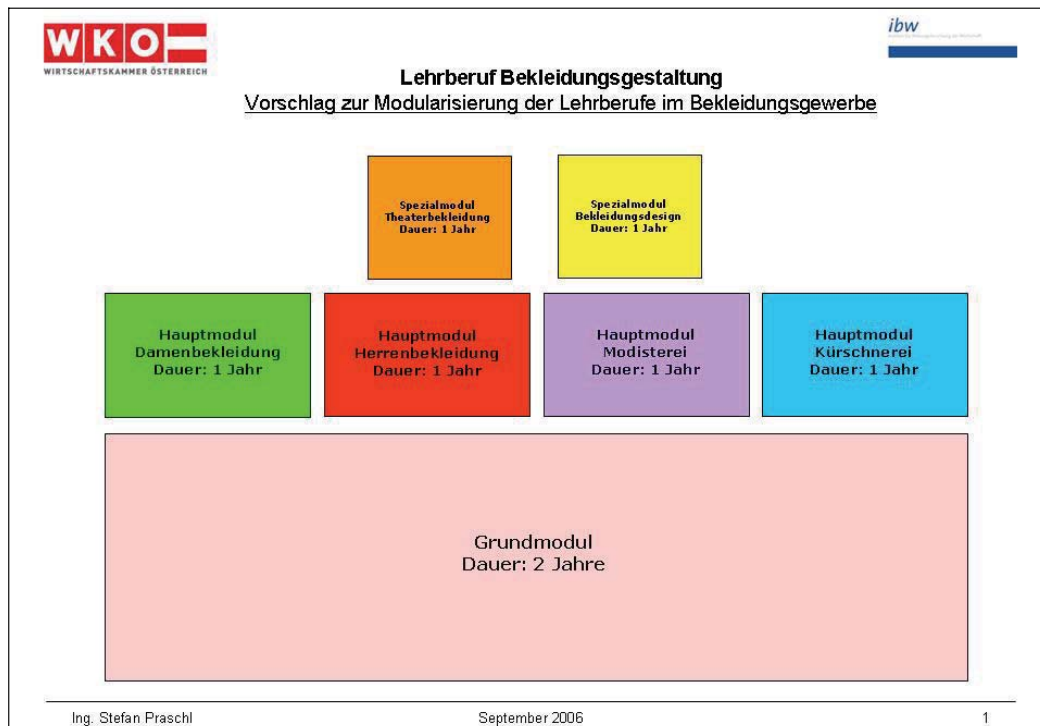 WKO
WIRTSCHAFTSKAMMER ÖSTERREICH
ibw
Lehrberuf Bekleidungsgestaltung
Vorschlag zur Modularisierung der Lehrberufe im Bekleidungsgewerbe
Spezialmodul
Theaterbekleidung
Dauer: 1 Jahr
Spezialmodul
Bekleidungsdesign
Dauer: 1 Jahr
Hauptmodul
Damenbekleidung
Dauer: 1 Jahr
Hauptmodul
Herrenbekleidung
Dauer: 1 Jahr
Hauptmodul
Modisterei
Dauer: 1 Jahr
Hauptmodul
Kürschnerei
Dauer: 1 Jahr
Grundmodul
Dauer: 2 Jahre
Ing. Stefan Praschl September 2006 1